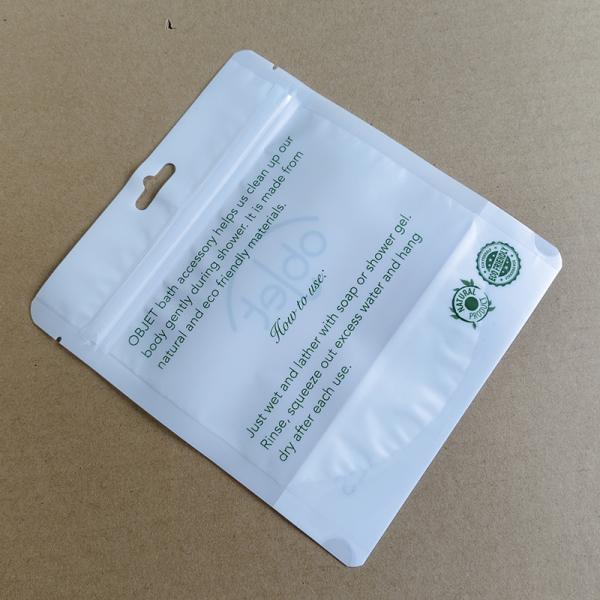 OBJET bath accessory helps us clean up our
body gently during shower. It is made from
natural and eco friendly materials.
objet
How to use:
Just wet and lather with soap or shower gel.
Rinse, squeeze out excess water and hang
dry after each use.
NATURAL
PRODUCT
ECO FRIENDLY